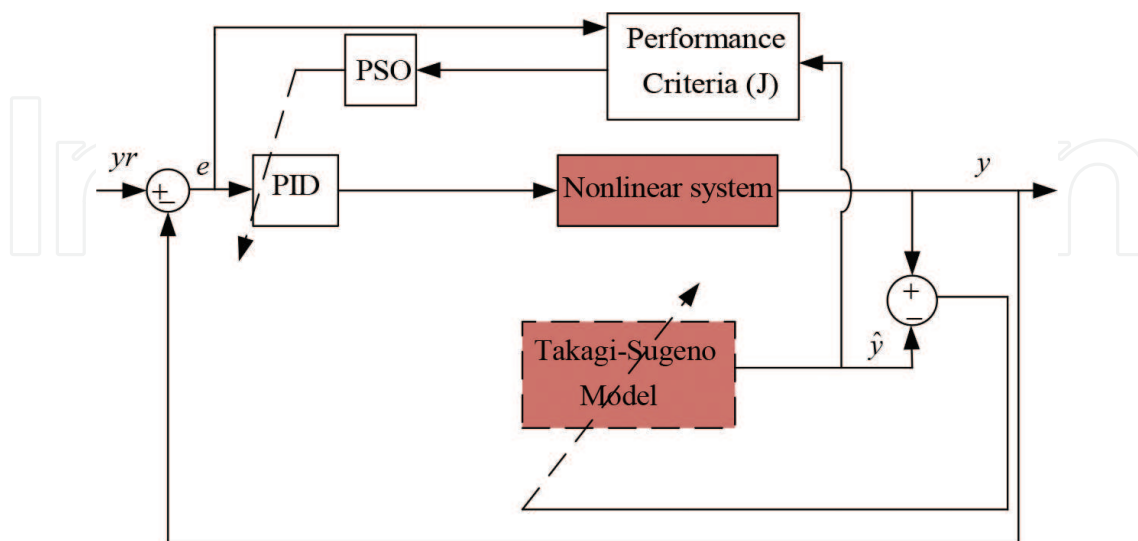 Performance
Criteria (J)
PSO
yr
e
+
−
PID
Nonlinear system
y
+
−
ŷ
Takagi-Sugeno
Model